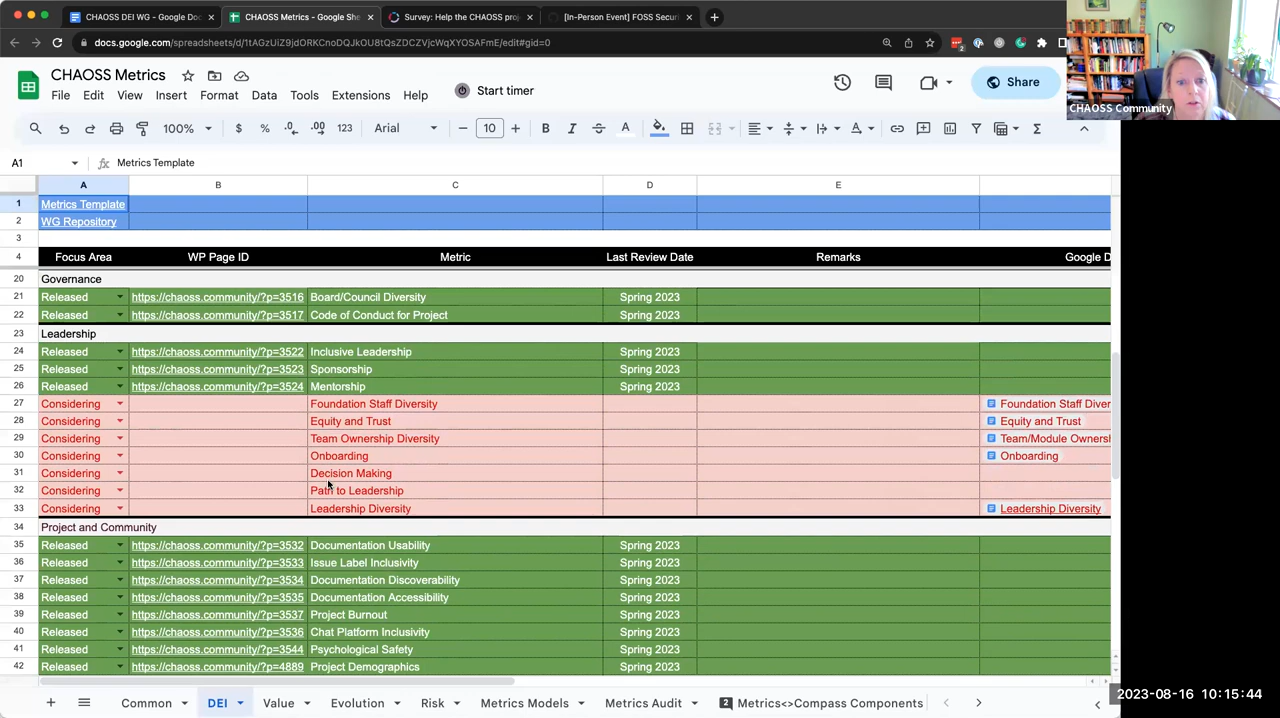 CHAOSS DEI WG - Google Doc
CHAOSS Metrics - Google She
Survey: Help the CHAOSS proj
[In-Person Event] FOSS Securi
docs.google.com/spreadsheets/d/1tAGzUiZ9jdORKCnoDQJkOU8tQsZDCZVjcWqXYOSAFmE/edit#gid=0
CHAOSS Community
CHAOSS Metrics
File Edit View Insert Format Data Tools Extensions Help
Start timer
Share
100% $ % .0 .00 123 Arial 10 B I S A
A1 fx Metrics Template
A B C D E
1 Metrics Template
2 WG Repository
3
4 Focus Area WP Page ID Metric Last Review Date Remarks Google D
20 Governance
21 Released https://chaoss.community/?p=3516 Board/Council Diversity Spring 2023
22 Released https://chaoss.community/?p=3517 Code of Conduct for Project Spring 2023
23 Leadership
24 Released https://chaoss.community/?p=3522 Inclusive Leadership Spring 2023
25 Released https://chaoss.community/?p=3523 Sponsorship Spring 2023
26 Released https://chaoss.community/?p=3524 Mentorship Spring 2023
27 Considering Foundation Staff Diversity Foundation Staff Diver
28 Considering Equity and Trust Equity and Trust
29 Considering Team Ownership Diversity Team/Module Ownersh
30 Considering Onboarding Onboarding
31 Considering Decision Making
32 Considering Path to Leadership
33 Considering Leadership Diversity Leadership Diversity
34 Project and Community
35 Released https://chaoss.community/?p=3532 Documentation Usability Spring 2023
36 Released https://chaoss.community/?p=3533 Issue Label Inclusivity Spring 2023
37 Released https://chaoss.community/?p=3534 Documentation Discoverability Spring 2023
38 Released https://chaoss.community/?p=3535 Documentation Accessibility Spring 2023
39 Released https://chaoss.community/?p=3537 Project Burnout Spring 2023
40 Released https://chaoss.community/?p=3536 Chat Platform Inclusivity Spring 2023
41 Released https://chaoss.community/?p=3544 Psychological Safety Spring 2023
42 Released https://chaoss.community/?p=4889 Project Demographics Spring 2023
Common DEI Value Evolution Risk Metrics Models Metrics Audit 2 Metrics<>Compass Components
2023-08-16 10:15:44